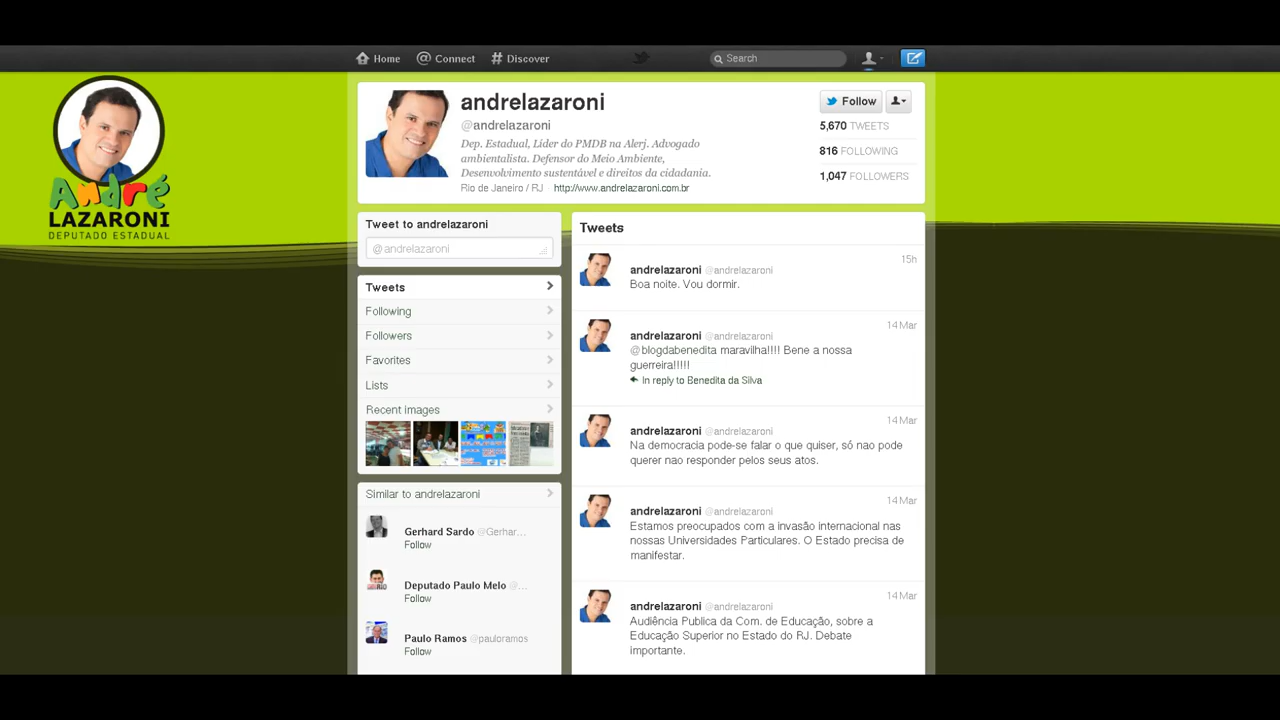 Home
Connect
Discover
Search
André
LAZARONI
DEPUTADO ESTADUAL
andrelazaroni
@andrelazaroni
Dep. Estadual, Líder do PMDB na Alerj. Advogado
ambientalista. Defensor do Meio Ambiente,
Desenvolvimento sustentável e direitos da cidadania.
Rio de Janeiro / RJ · http://www.andrelazaroni.com.br
Follow
5,670 TWEETS
816 FOLLOWING
1,047 FOLLOWERS
Tweet to andrelazaroni
@andrelazaroni
Tweets
Following
Followers
Favorites
Lists
Recent images
Similar to andrelazaroni
Gerhard Sardo @Gerhar...
Follow
Deputado Paulo Melo @...
Follow
Paulo Ramos @pauloramos
Follow
Tweets
15h
andrelazaroni @andrelazaroni
Boa noite. Vou dormir.
14 Mar
andrelazaroni @andrelazaroni
@blogdabenedita maravilha!!!! Bene a nossa
guerreira!!!!!
In reply to Benedita da Silva
14 Mar
andrelazaroni @andrelazaroni
Na democracia pode-se falar o que quiser, só nao pode
querer nao responder pelos seus atos.
14 Mar
andrelazaroni @andrelazaroni
Estamos preocupados com a invasão internacional nas
nossas Universidades Particulares. O Estado precisa de
manifestar.
14 Mar
andrelazaroni @andrelazaroni
Audiência Publica da Com. de Educação, sobre a
Educação Superior no Estado do RJ. Debate
importante.